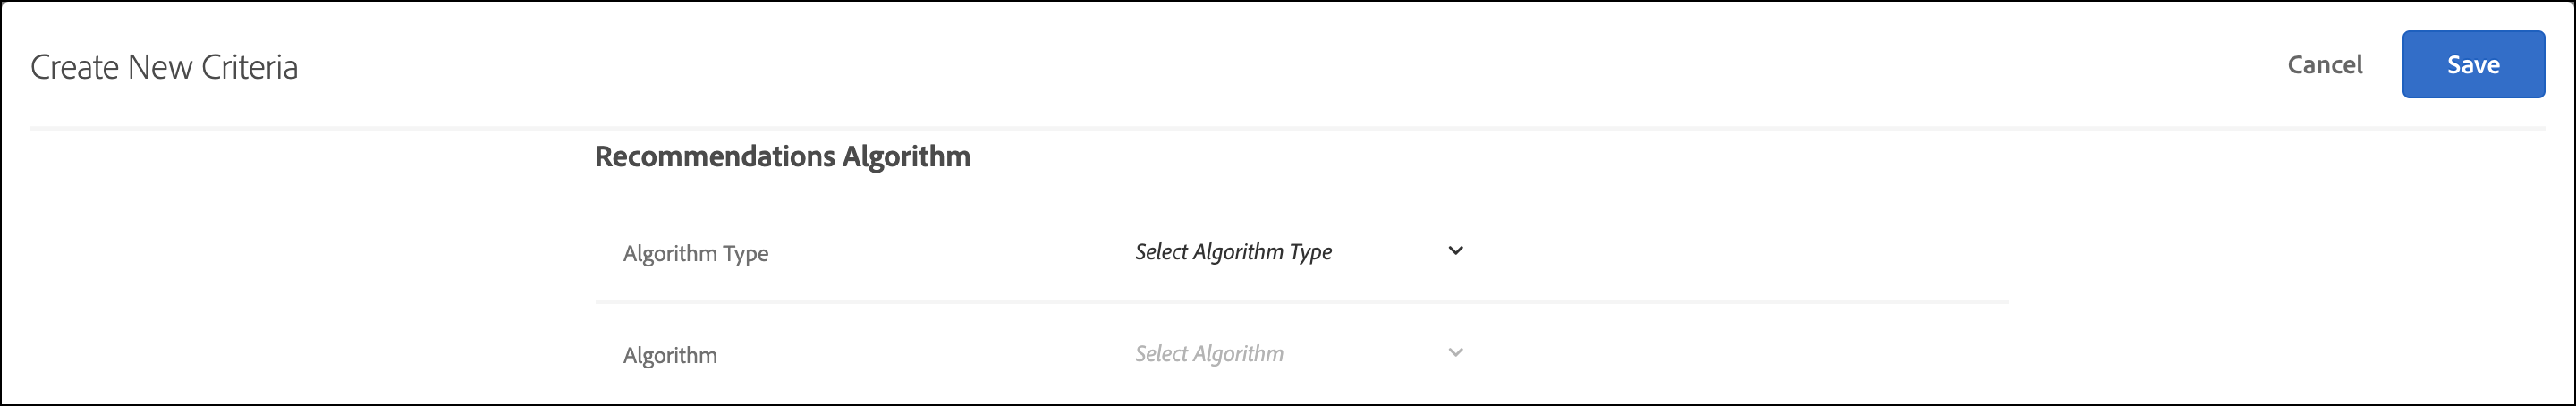 Create New Criteria
Cancel
Save
Recommendations Algorithm
Algorithm Type
Select Algorithm Type
Algorithm
Select Algorithm